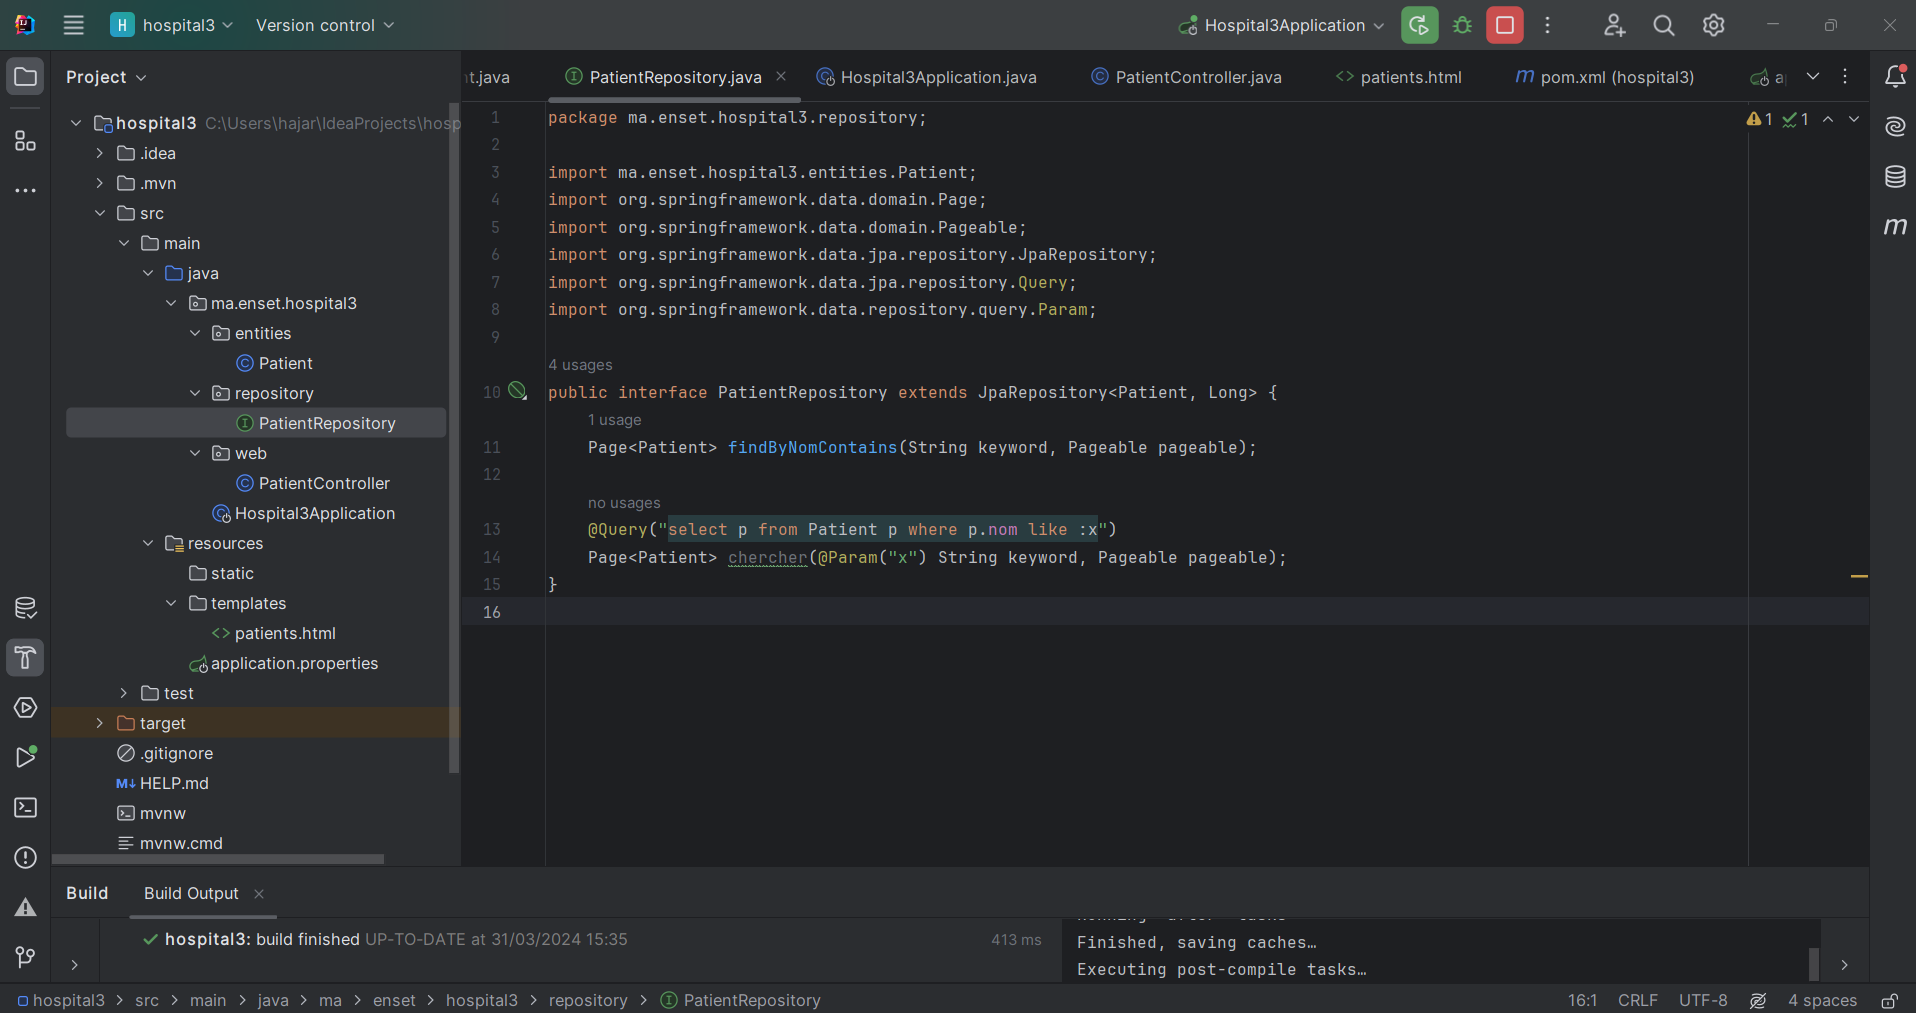 H hospital3 Version control Hospital3Application
Project
t.java PatientRepository.java Hospital3Application.java PatientController.java patients.html pom.xml (hospital3)
hospital3 C:\Users\hajar\IdeaProjects\hosp
.idea
.mvn
src
main
java
ma.enset.hospital3
entities
Patient
repository
PatientRepository
web
PatientController
Hospital3Application
resources
static
templates
patients.html
application.properties
test
target
.gitignore
HELP.md
mvnw
mvnw.cmd
1 package ma.enset.hospital3.repository;
2
3 import ma.enset.hospital3.entities.Patient;
4 import org.springframework.data.domain.Page;
5 import org.springframework.data.domain.Pageable;
6 import org.springframework.data.jpa.repository.JpaRepository;
7 import org.springframework.data.jpa.repository.Query;
8 import org.springframework.data.repository.query.Param;
9
4 usages
10 public interface PatientRepository extends JpaRepository<Patient, Long> {
1 usage
11 Page<Patient> findByNomContains(String keyword, Pageable pageable);
12
no usages
13 @Query("select p from Patient p where p.nom like :x")
14 Page<Patient> chercher(@Param("x") String keyword, Pageable pageable);
15 }
16
1 1
Build Build Output
hospital3: build finished UP-TO-DATE at 31/03/2024 15:35 413 ms
Finished, saving caches…
Executing post-compile tasks…
hospital3 > src > main > java > ma > enset > hospital3 > repository > PatientRepository
16:1 CRLF UTF-8 4 spaces